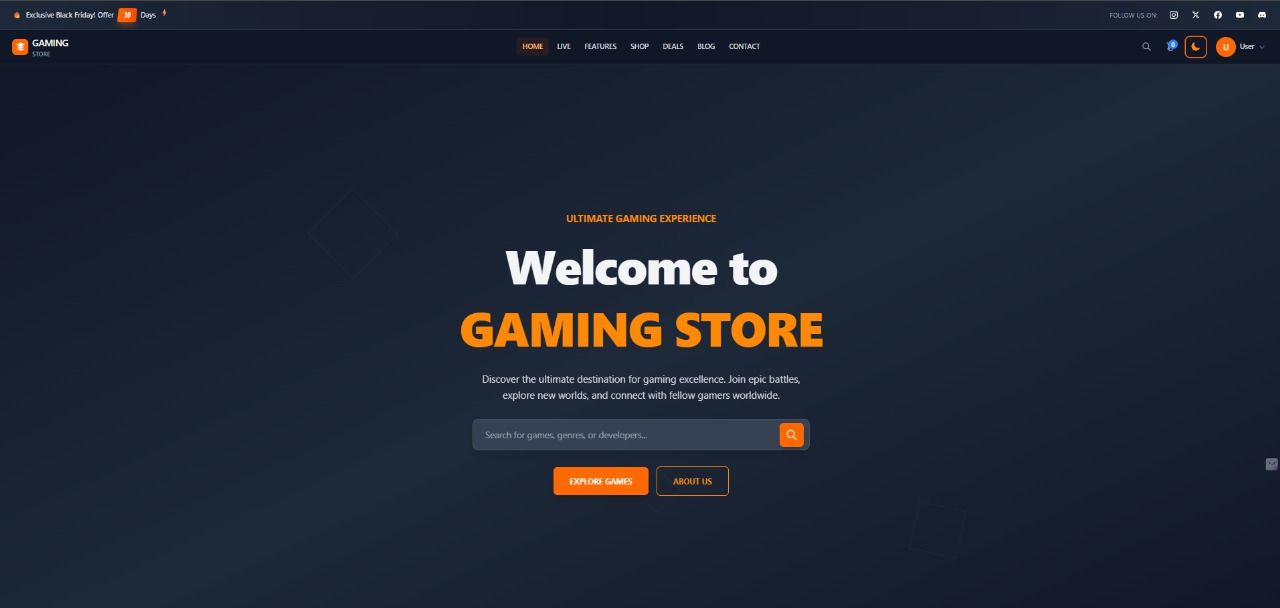 Exclusive Black Friday! Offer Days
FOLLOW US ON:
GAMING
STORE
HOME LIVE FEATURES SHOP DEALS BLOG CONTACT
0
U User
ULTIMATE GAMING EXPERIENCE
Welcome to
GAMING STORE
Discover the ultimate destination for gaming excellence. Join epic battles,
explore new worlds, and connect with fellow gamers worldwide.
Search for games, genres, or developers...
EXPLORE GAMES ABOUT US